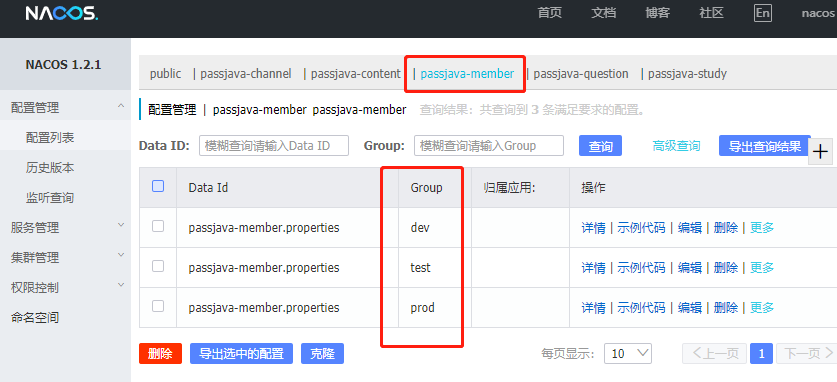 NACOS. 首页 文档 博客 社区 En nacos
NACOS 1.2.1
public | passjava-channel | passjava-content | passjava-member | passjava-question | passjava-study
配置管理
配置管理 | passjava-member passjava-member 查询结果：共查询到 3 条满足要求的配置。
配置列表
Data ID: 模糊查询请输入Data ID Group: 模糊查询请输入Group 查询 高级查询 导出查询结果 +
历史版本
Data Id Group 归属应用: 操作
监听查询
服务管理
passjava-member.properties dev 详情 | 示例代码 | 编辑 | 删除 | 更多
集群管理
passjava-member.properties test 详情 | 示例代码 | 编辑 | 删除 | 更多
权限控制
passjava-member.properties prod 详情 | 示例代码 | 编辑 | 删除 | 更多
命名空间
删除 导出选中的配置 克隆 每页显示: 10 < 上一页 1 下一页 >